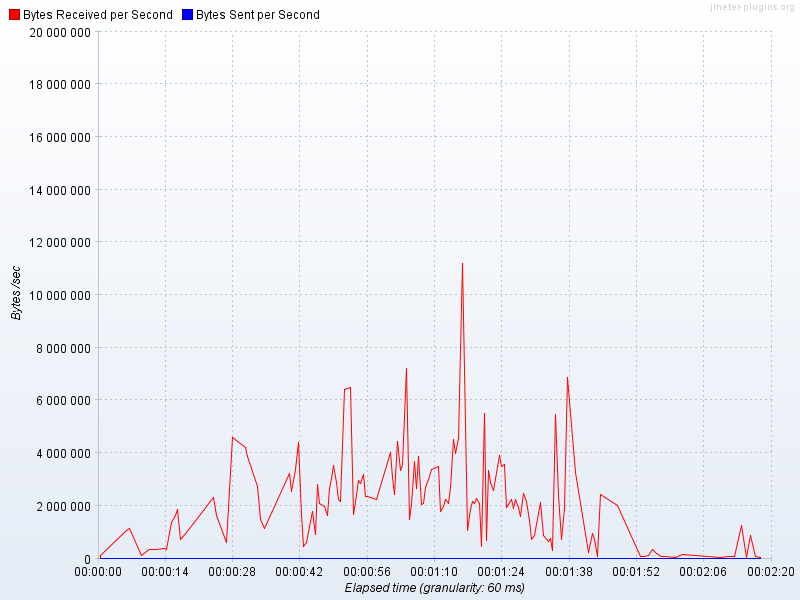 jmeter-plugins.org
Bytes Received per Second Bytes Sent per Second
20 000 000
18 000 000
16 000 000
14 000 000
12 000 000
10 000 000
8 000 000
6 000 000
4 000 000
2 000 000
0
Bytes /sec
00:00:00 00:00:14 00:00:28 00:00:42 00:00:56 00:01:10 00:01:24 00:01:38 00:01:52 00:02:06 00:02:20
Elapsed time (granularity: 60 ms)